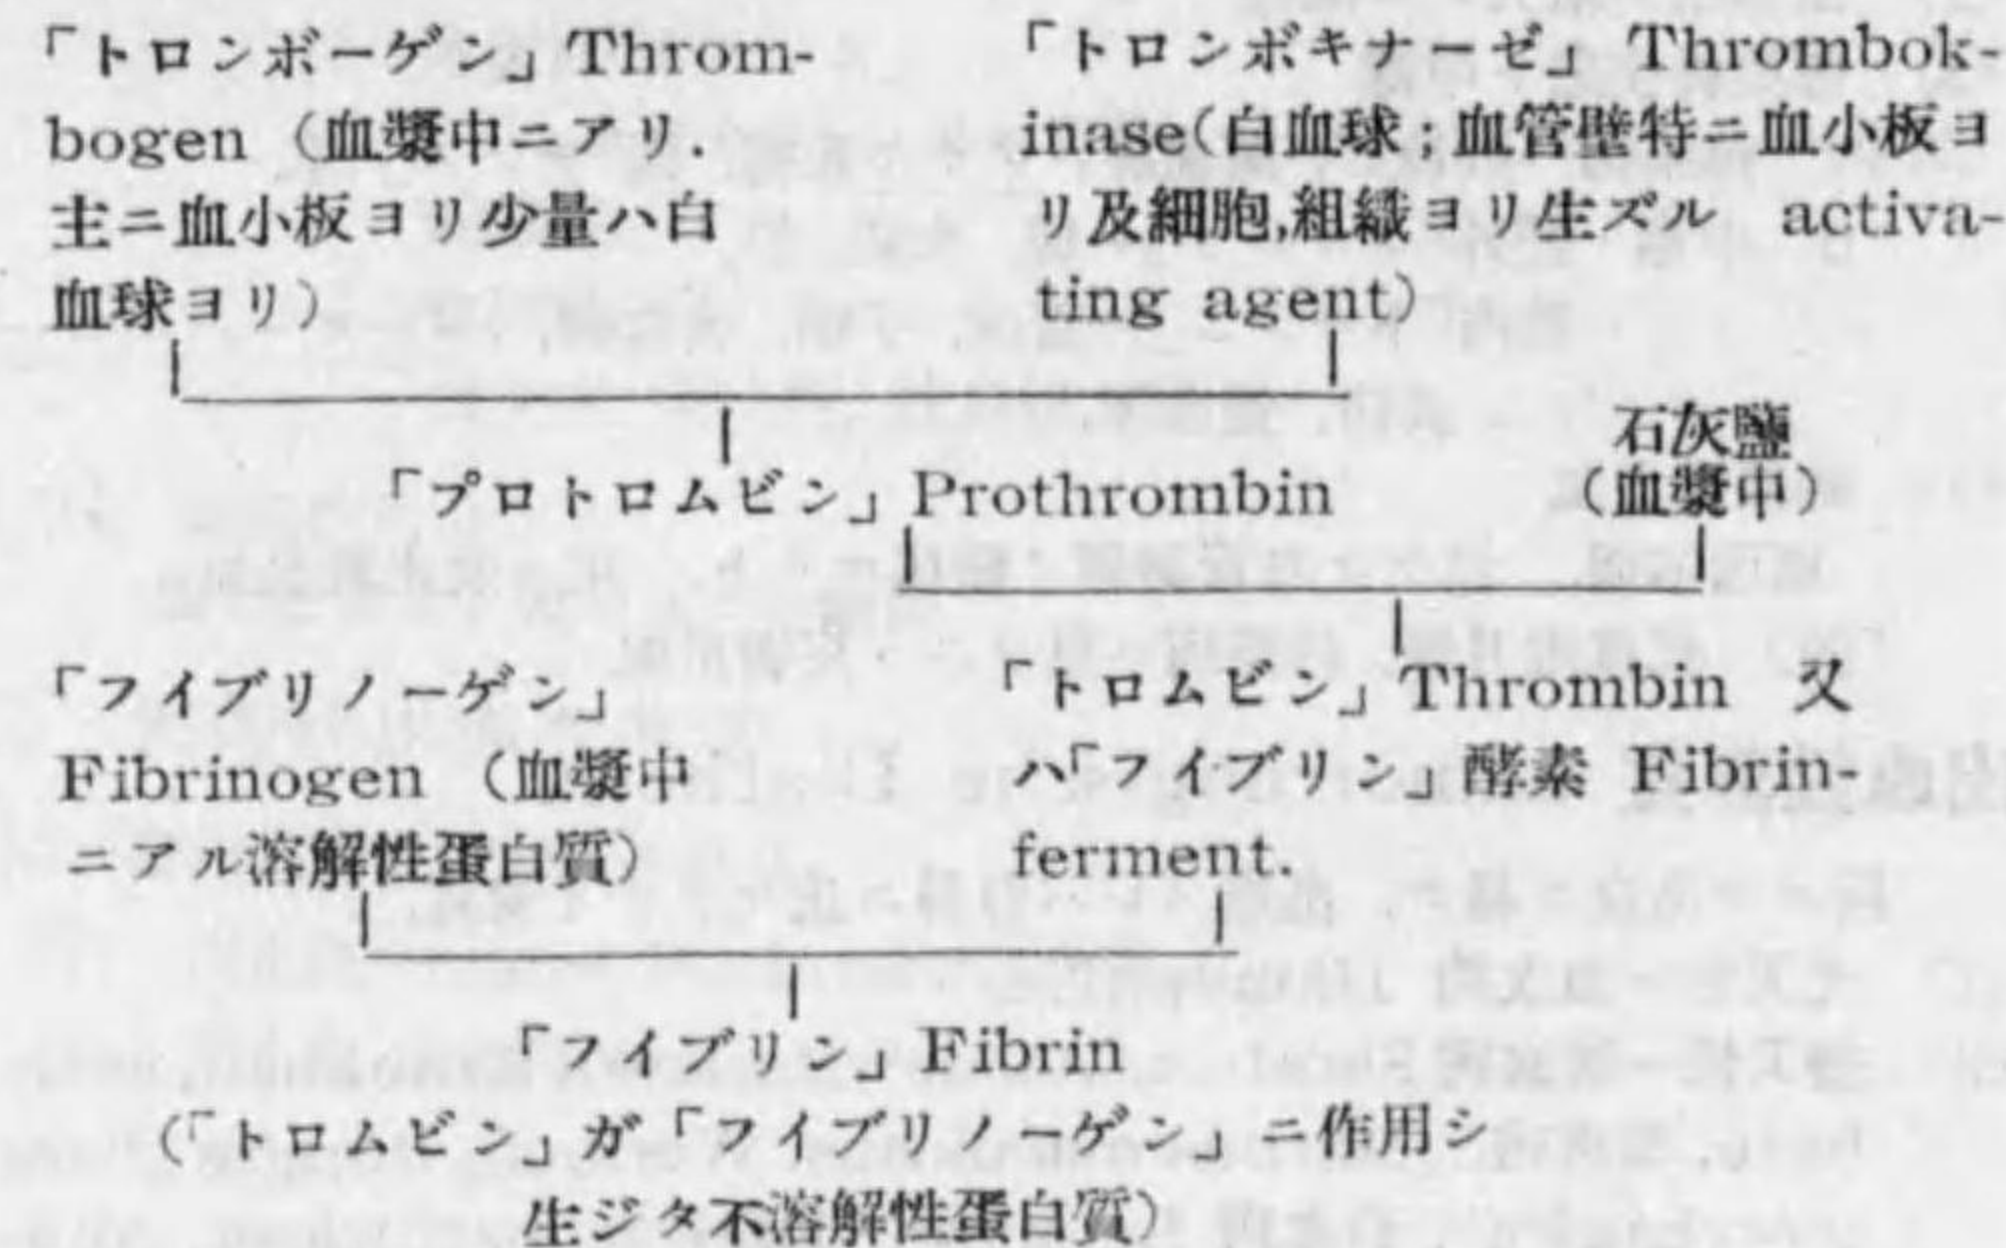 「トロンボーゲン」Throm-
bogen（血漿中ニアリ.
主ニ血小板ヨリ少量ハ白
血球ヨリ）
「トロンボキナーゼ」Thrombok-
inase（白血球；血管壁特ニ血小板ヨ
リ及細胞,組織ヨリ生ズル activa-
ting agent）
「プロトロムビン」Prothrombin
石灰鹽
（血漿中）
「フイブリノーゲン」
Fibrinogen（血漿中
ニアル溶解性蛋白質）
「トロムビン」Thrombin 又
ハ「フイブリン」酵素 Fibrin-
ferment.
「フイブリン」Fibrin
（「トロムビン」ガ「フイブリノーゲン」ニ作用シ
生ジタ不溶解性蛋白質）